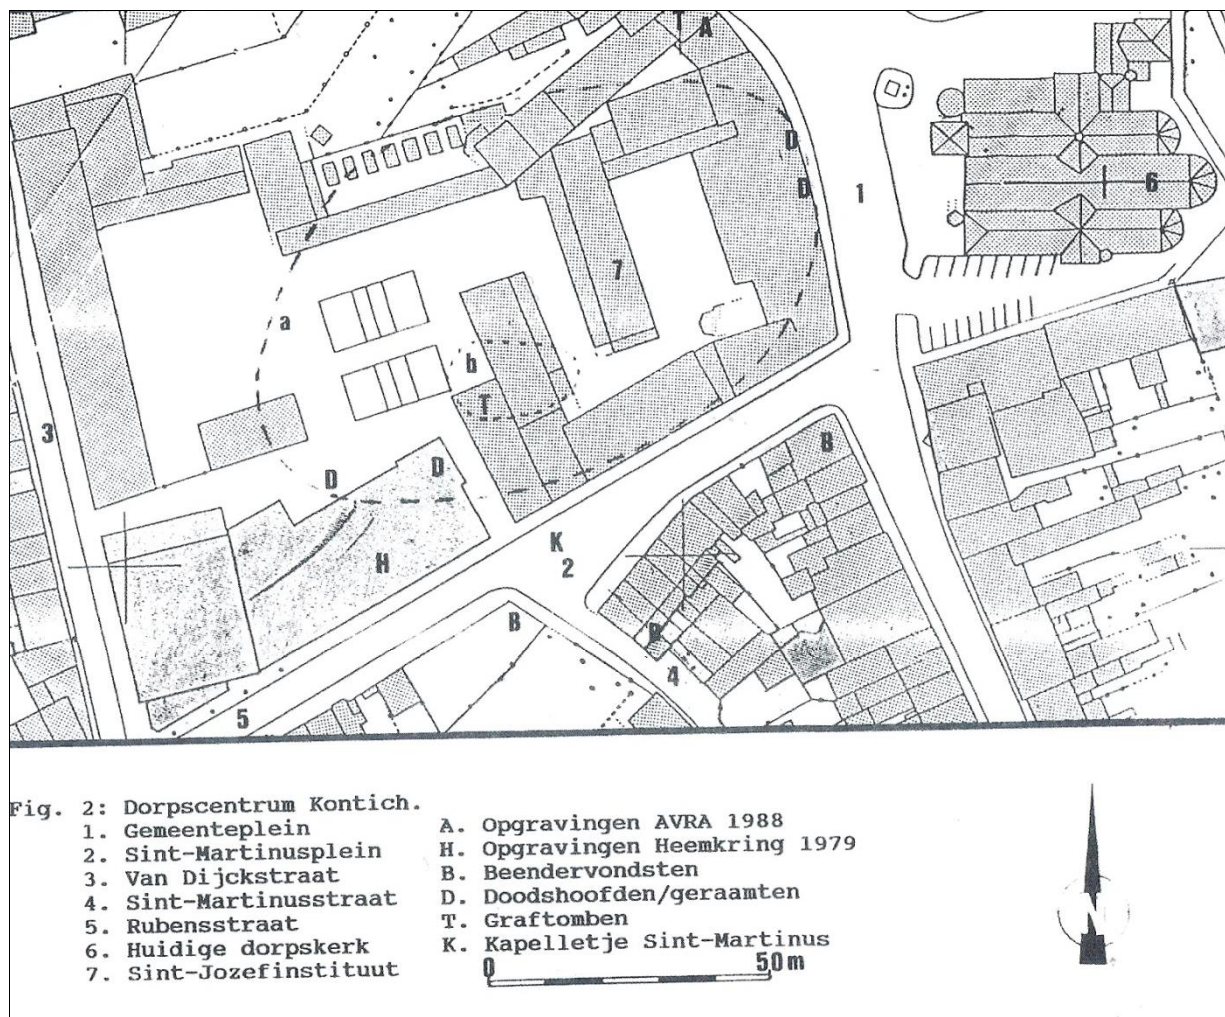 T A
D
D
1
6
7
a
b
T
3
D D
B
K
2
H
B
B
4
5
Fig. 2: Dorpscentrum Kontich.
1. Gemeenteplein
2. Sint-Martinusplein
3. Van Dijckstraat
4. Sint-Martinusstraat
5. Rubensstraat
6. Huidige dorpskerk
7. Sint-Jozefinstituut
A. Opgravingen AVRA 1988
H. Opgravingen Heemkring 1979
B. Beendervondsten
D. Doodshoofden/geraamten
T. Graftomben
K. Kapelletje Sint-Martinus
0 50m
N